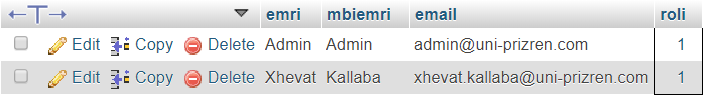 emri mbiemri email roli
Edit Copy Delete Admin Admin admin@uni-prizren.com 1
Edit Copy Delete Xhevat Kallaba xhevat.kallaba@uni-prizren.com 1